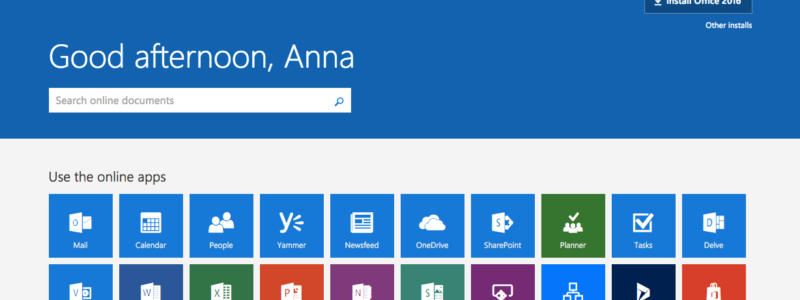 Install Office 2016
Other installs
Good afternoon, Anna
Search online documents
Use the online apps
Mail
Calendar
People
Yammer
Newsfeed
OneDrive
SharePoint
Planner
Tasks
Delve